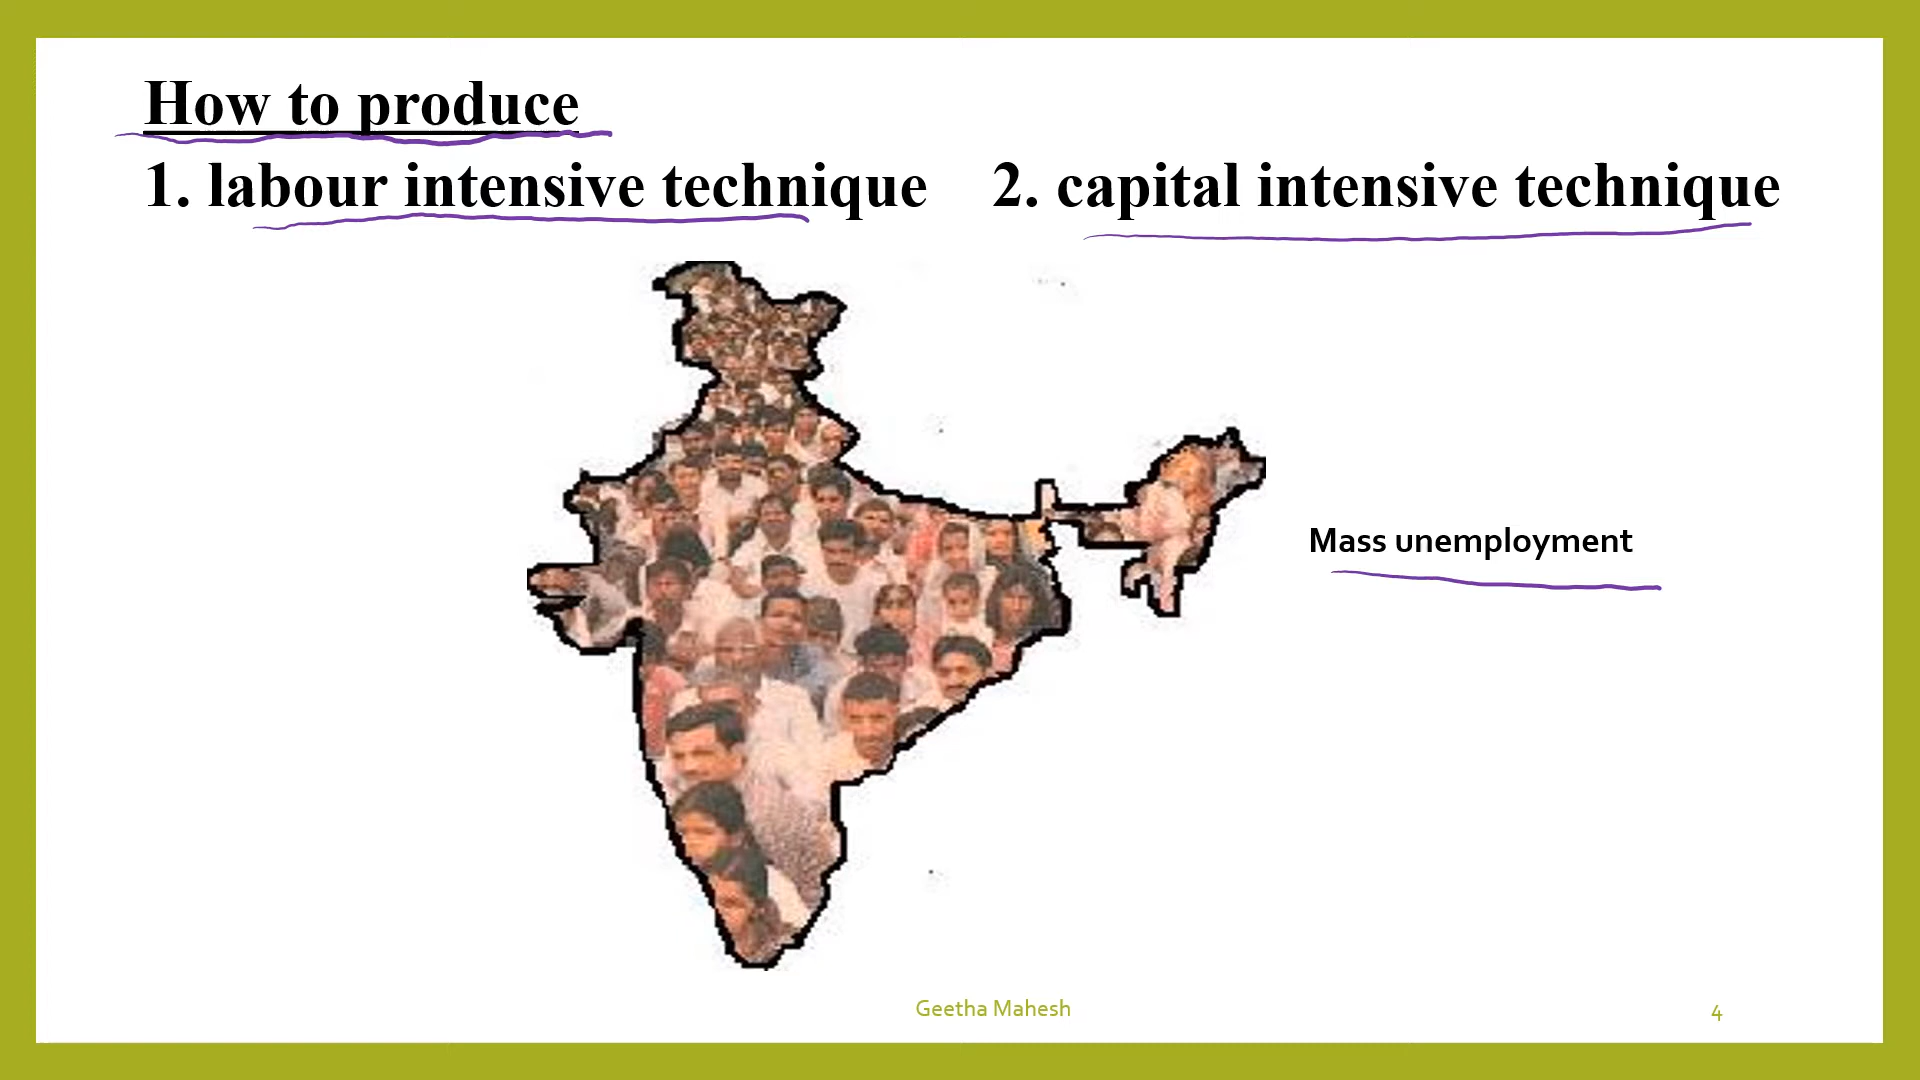 How to produce
1. labour intensive technique 2. capital intensive technique
Mass unemployment
Geetha Mahesh
4